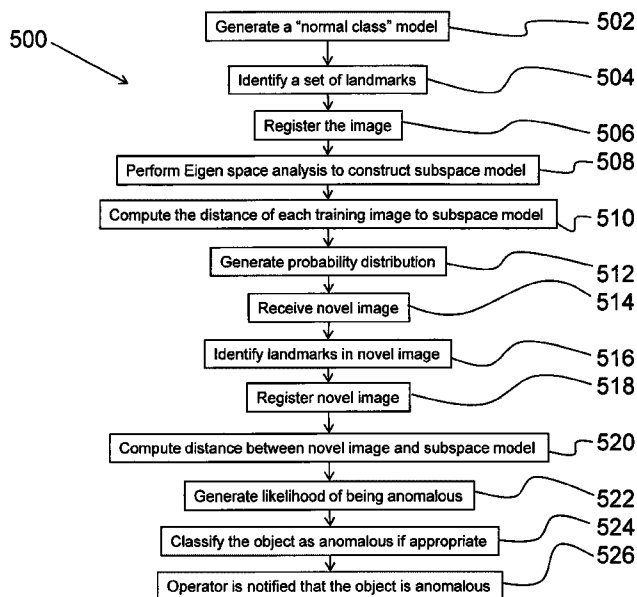 500
Generate a "normal class" model
502
Identify a set of landmarks
504
Register the image
506
Perform Eigen space analysis to construct subspace model
508
Compute the distance of each training image to subspace model
510
Generate probability distribution
512
Receive novel image
514
Identify landmarks in novel image
516
Register novel image
518
Compute distance between novel image and subspace model
520
Generate likelihood of being anomalous
522
Classify the object as anomalous if appropriate
524
Operator is notified that the object is anomalous
526